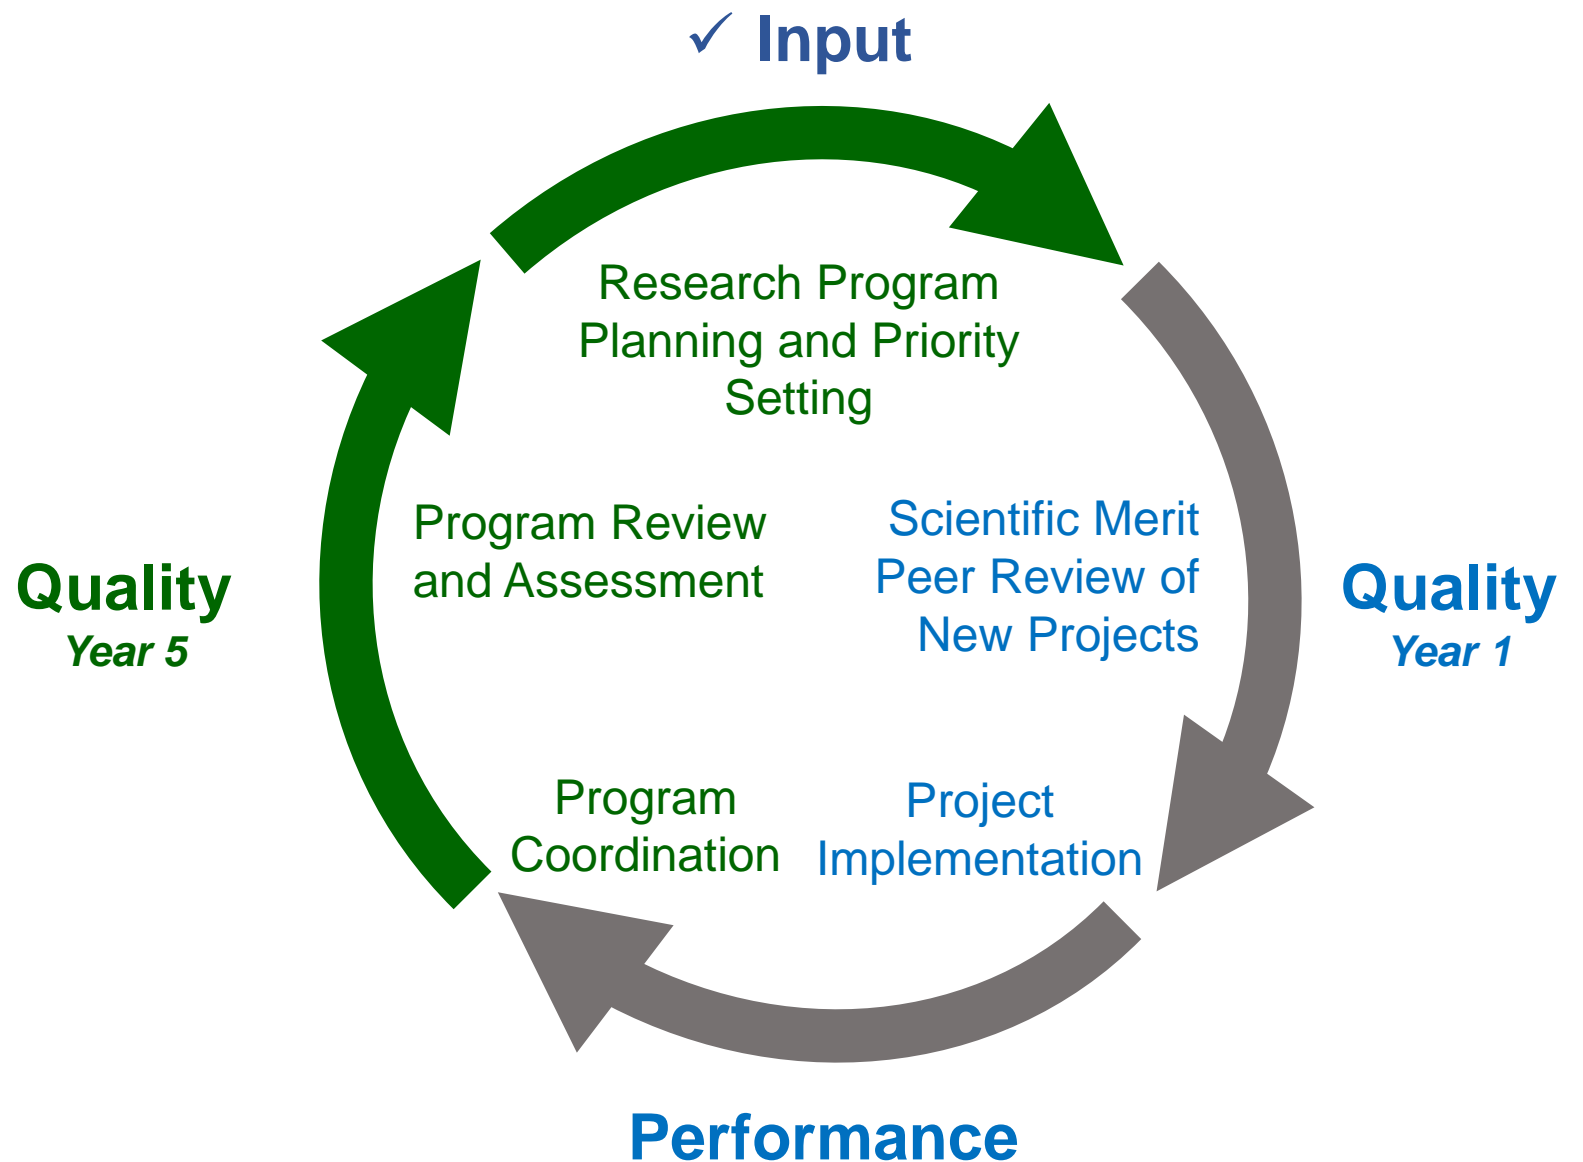 ✓ Input
Research Program
Planning and Priority
Setting
Program Review
and Assessment
Scientific Merit
Peer Review of
New Projects
Quality
Year 5
Quality
Year 1
Program
Coordination
Project
Implementation
Performance